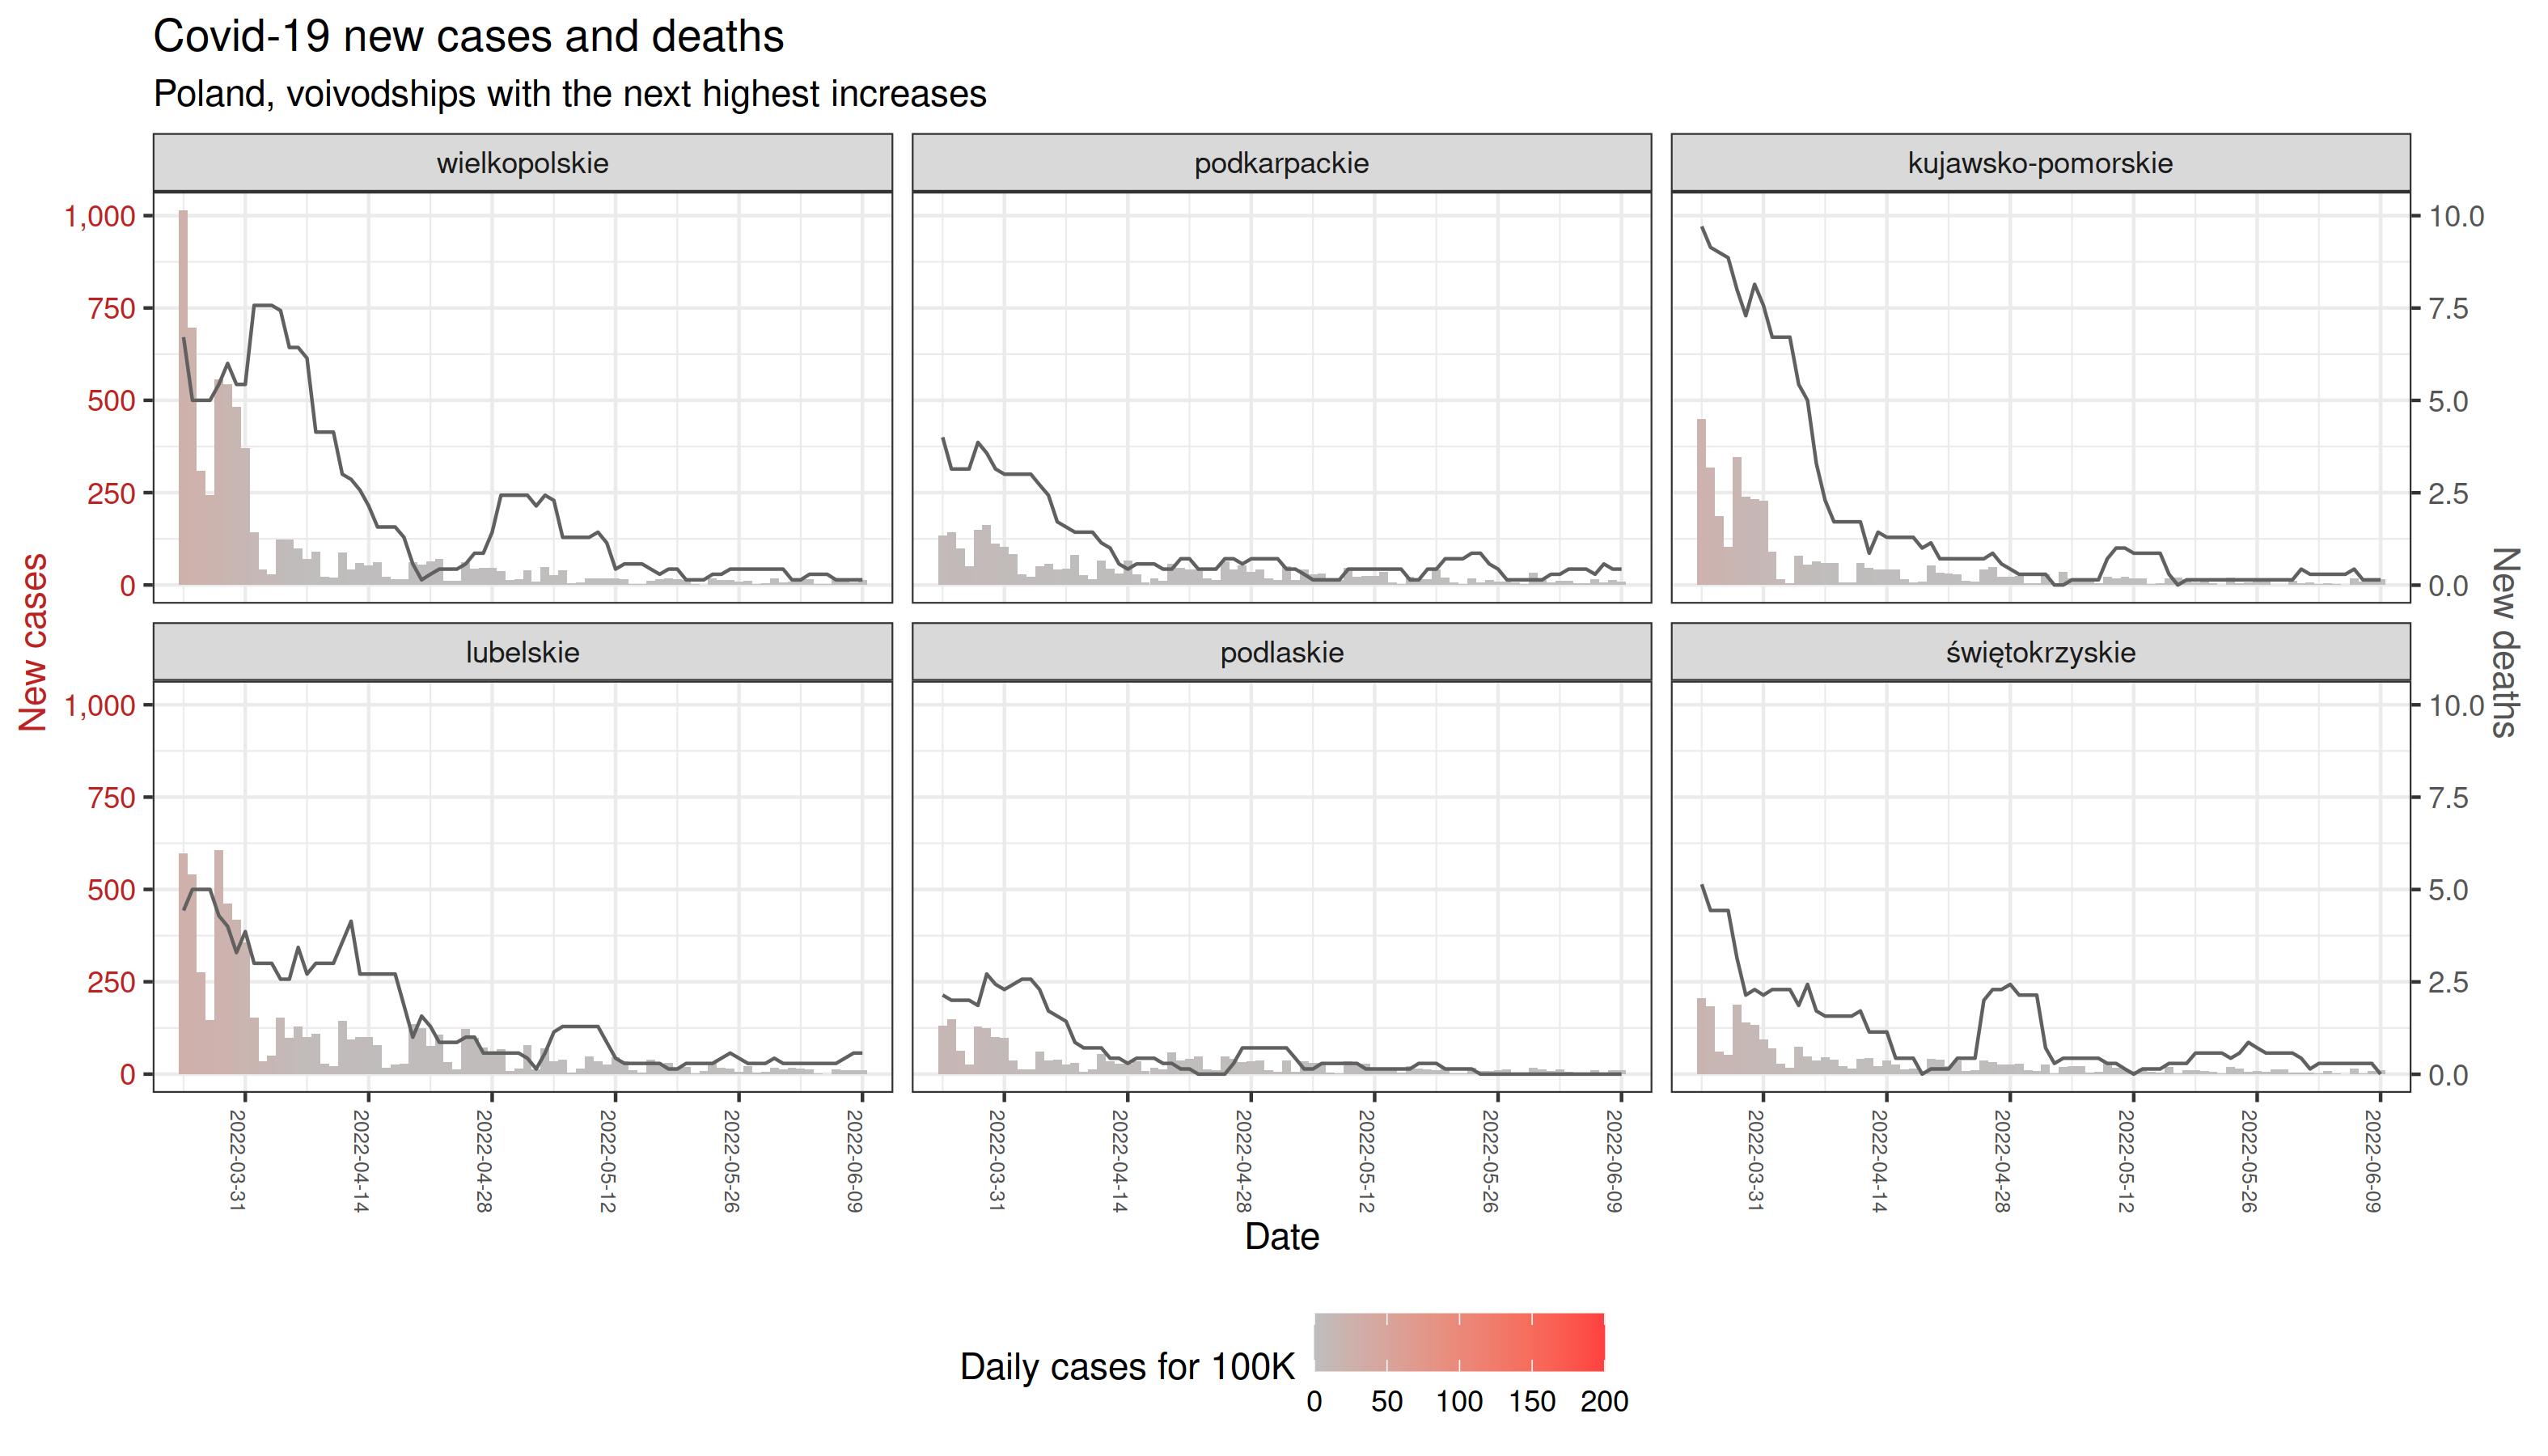 Covid-19 new cases and deaths
Poland, voivodships with the next highest increases
wielkopolskie
podkarpackie
kujawsko-pomorskie
1,000
750
500
250
0
10.0
7.5
5.0
2.5
0.0
New cases
New deaths
lubelskie
podlaskie
świętokrzyskie
1,000
750
500
250
0
10.0
7.5
5.0
2.5
0.0
2022-03-31
2022-04-14
2022-04-28
2022-05-12
2022-05-26
2022-06-09
2022-03-31
2022-04-14
2022-04-28
2022-05-12
2022-05-26
2022-06-09
2022-03-31
2022-04-14
2022-04-28
2022-05-12
2022-05-26
2022-06-09
Date
Daily cases for 100K
0 50 100 150 200